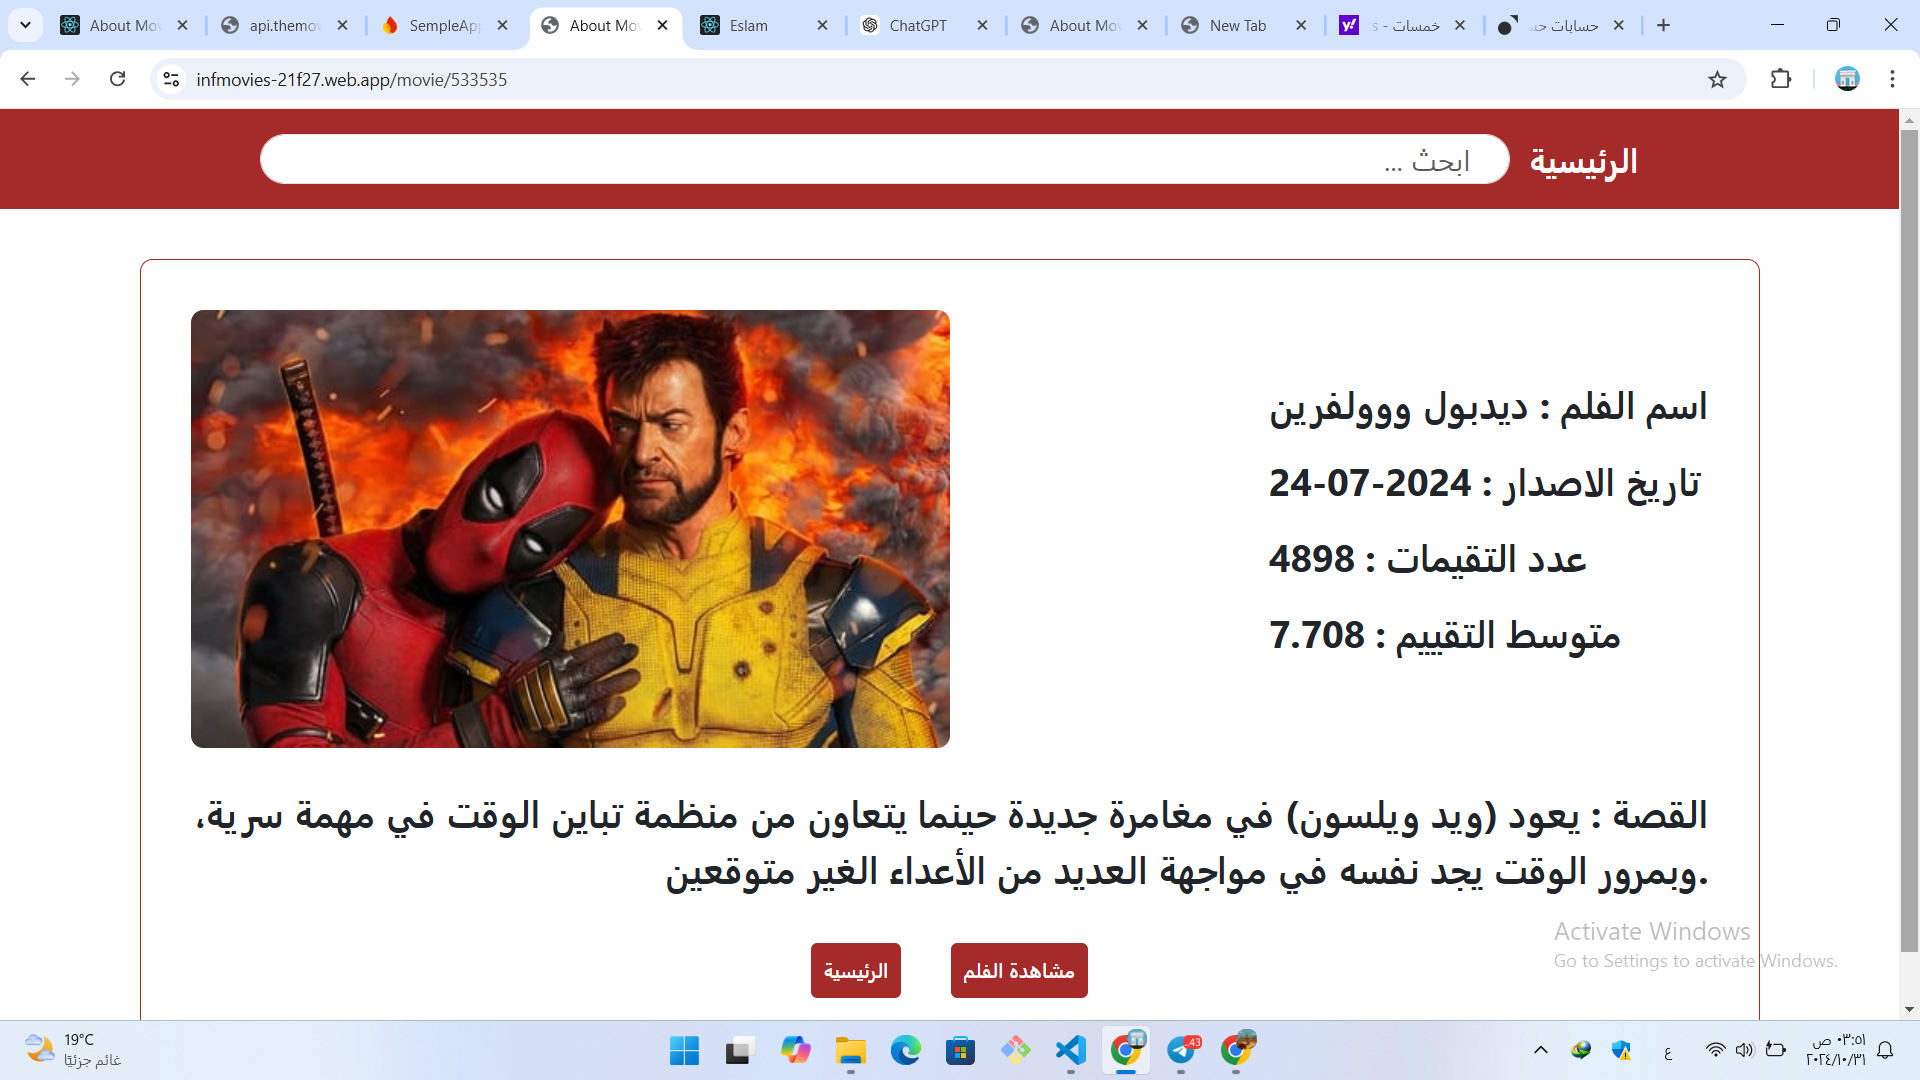 About Mov
api.themov
SempleApp
About Mov
Eslam
ChatGPT
About Mov
New Tab
خمسات - s
حسابات حس
infmovies-21f27.web.app/movie/533535
الرئيسية
ابحث ...
اسم الفلم : ديدبول ووولفرين
تاريخ الاصدار : 2024-07-24
عدد التقيمات : 4898
متوسط التقييم : 7.708
القصة : يعود (ويد ويلسون) في مغامرة جديدة حينما يتعاون من منظمة تباين الوقت في مهمة سرية،
وبمرور الوقت يجد نفسه في مواجهة العديد من الأعداء الغير متوقعين.
مشاهدة الفلم
الرئيسية
Activate Windows
Go to Settings to activate Windows.
19°C
غائم جزئيًا
43
ع
٠٣:٥١ ص
٢٠٢٤/١٠/٣١